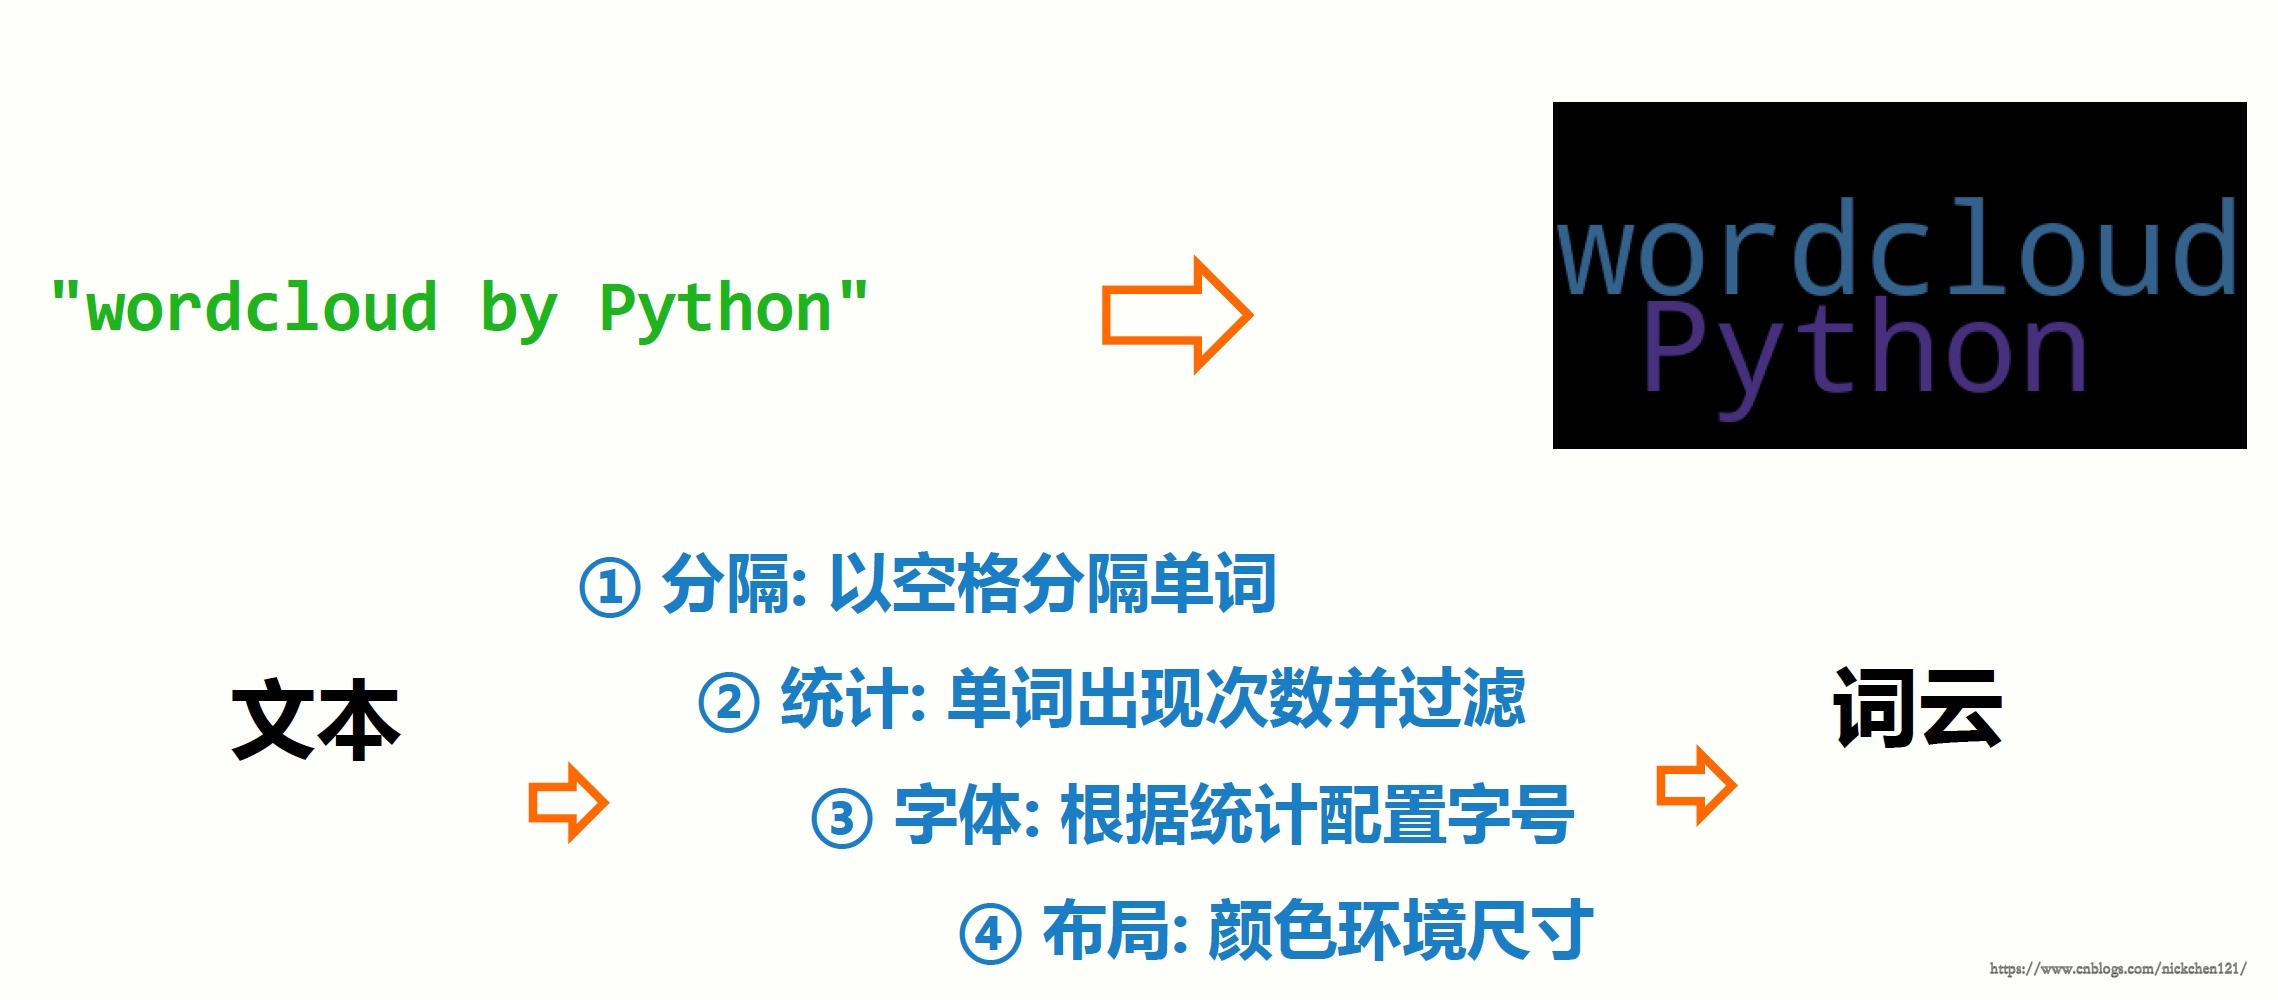 "wordcloud by Python"
wordcloud
Python
① 分隔: 以空格分隔单词
② 统计: 单词出现次数并过滤
文本
词云
③ 字体: 根据统计配置字号
④ 布局: 颜色环境尺寸
https://www.cnblogs.com/nickchen121/